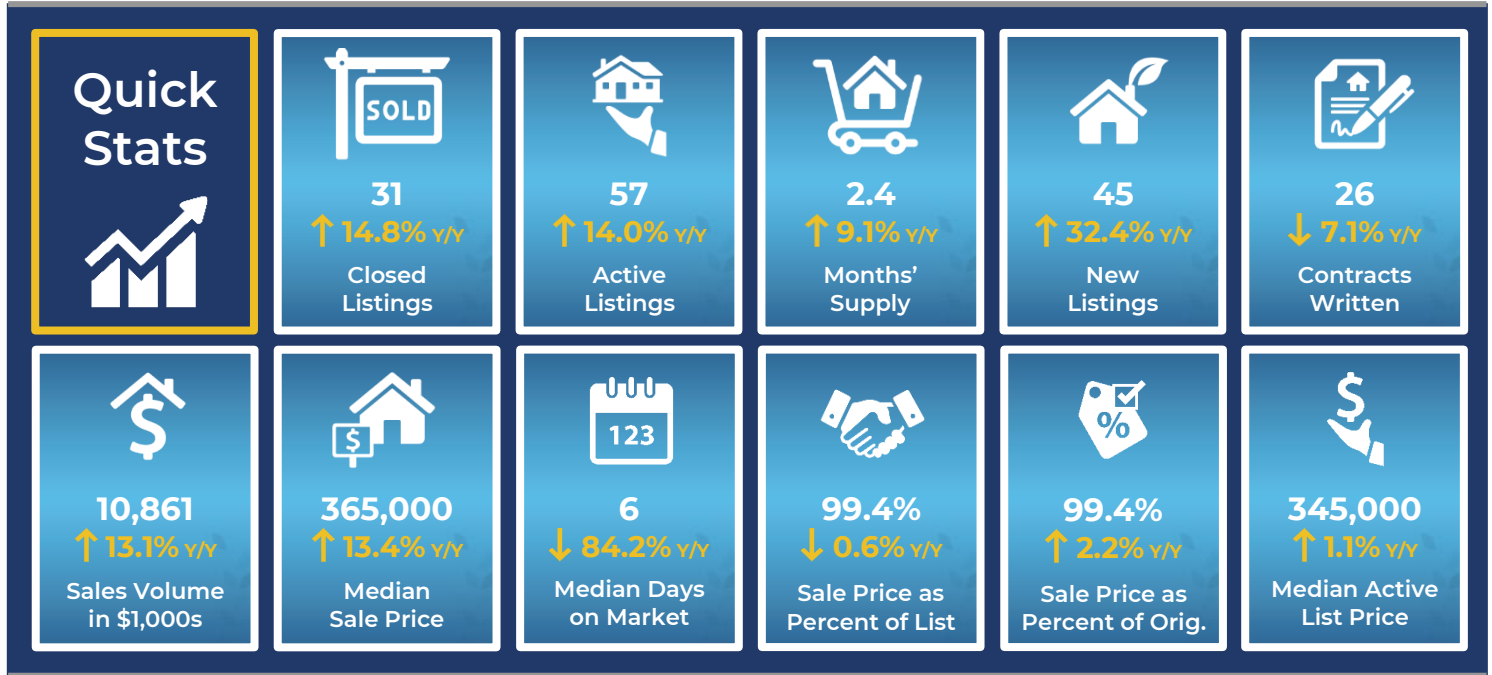 Quick
Stats
SOLD
31
↑ 14.8% Y/Y
Closed
Listings
57
↑ 14.0% Y/Y
Active
Listings
2.4
↑ 9.1% Y/Y
Months’
Supply
45
↑ 32.4% Y/Y
New
Listings
26
↓ 7.1% Y/Y
Contracts
Written
$
10,861
↑ 13.1% Y/Y
Sales Volume
in $1,000s
$
365,000
↑ 13.4% Y/Y
Median
Sale Price
123
6
↓ 84.2% Y/Y
Median Days
on Market
99.4%
↓ 0.6% Y/Y
Sale Price as
Percent of List
%
99.4%
↑ 2.2% Y/Y
Sale Price as
Percent of Orig.
$
345,000
↑ 1.1% Y/Y
Median Active
List Price